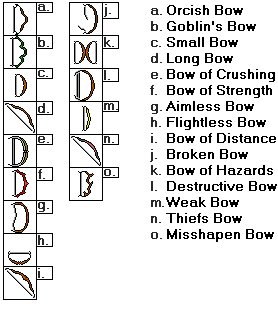 a.
b.
c.
d.
e.
f.
g.
h.
i.
j.
k.
l.
m.
n.
o.
a. Orcish Bow
b. Goblin's Bow
c. Small Bow
d. Long Bow
e. Bow of Crushing
f. Bow of Strength
g. Aimless Bow
h. Flightless Bow
i. Bow of Distance
j. Broken Bow
k. Bow of Hazards
l. Destructive Bow
m. Weak Bow
n. Thiefs Bow
o. Misshapen Bow